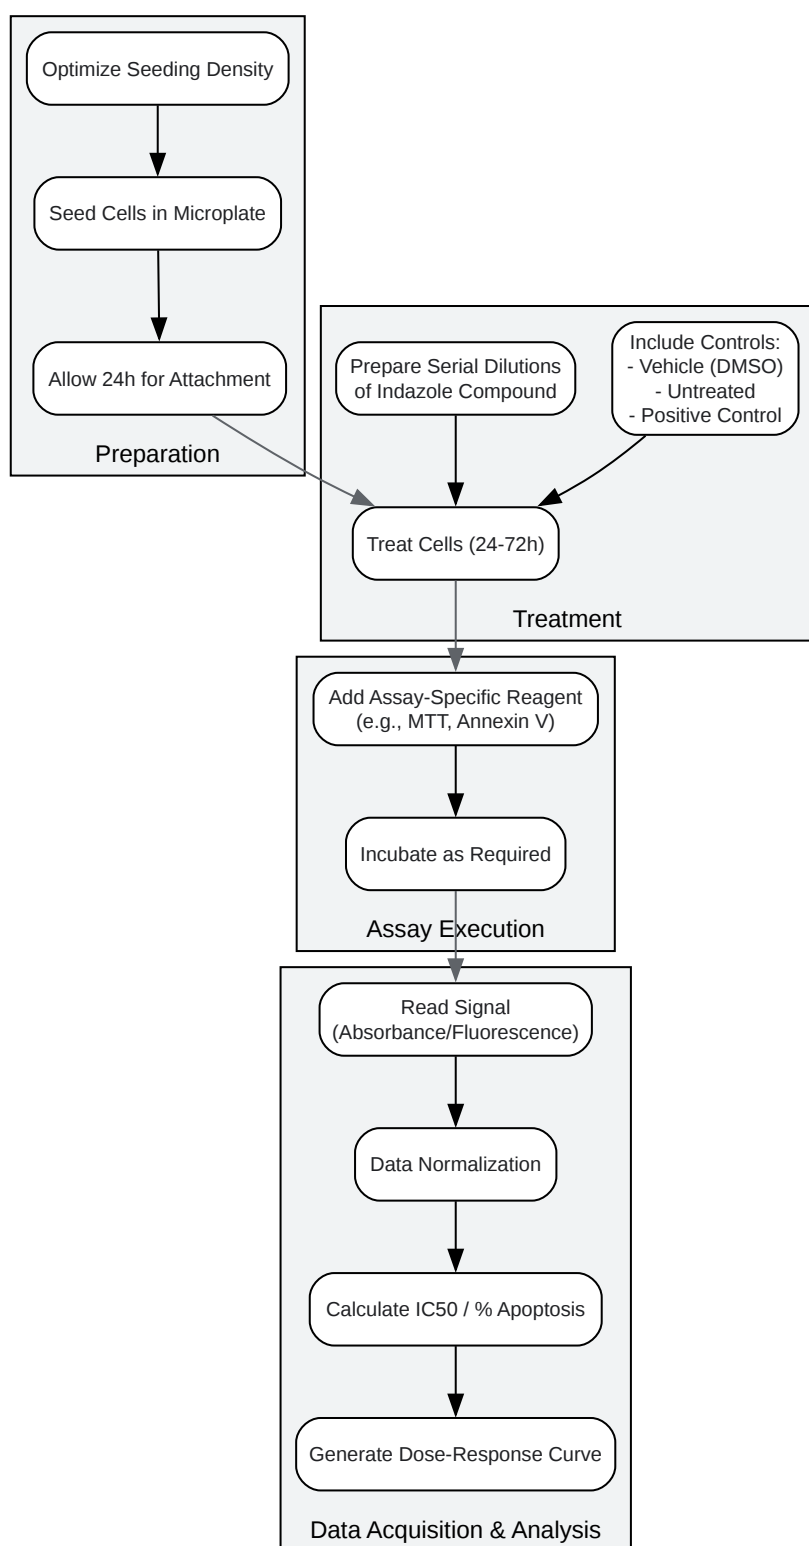 Optimize Seeding Density
Seed Cells in Microplate
Allow 24h for Attachment
Preparation
Prepare Serial Dilutions
of Indazole Compound
Include Controls:
- Vehicle (DMSO)
- Untreated
- Positive Control
Treat Cells (24-72h)
Treatment
Add Assay-Specific Reagent
(e.g., MTT, Annexin V)
Incubate as Required
Assay Execution
Read Signal
(Absorbance/Fluorescence)
Data Normalization
Calculate IC50 / % Apoptosis
Generate Dose-Response Curve
Data Acquisition & Analysis